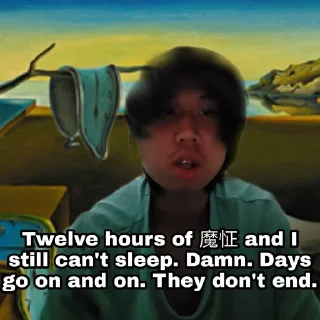 Twelve hours of 魔怔 and I
still can't sleep. Damn. Days
go on and on. They don't end.